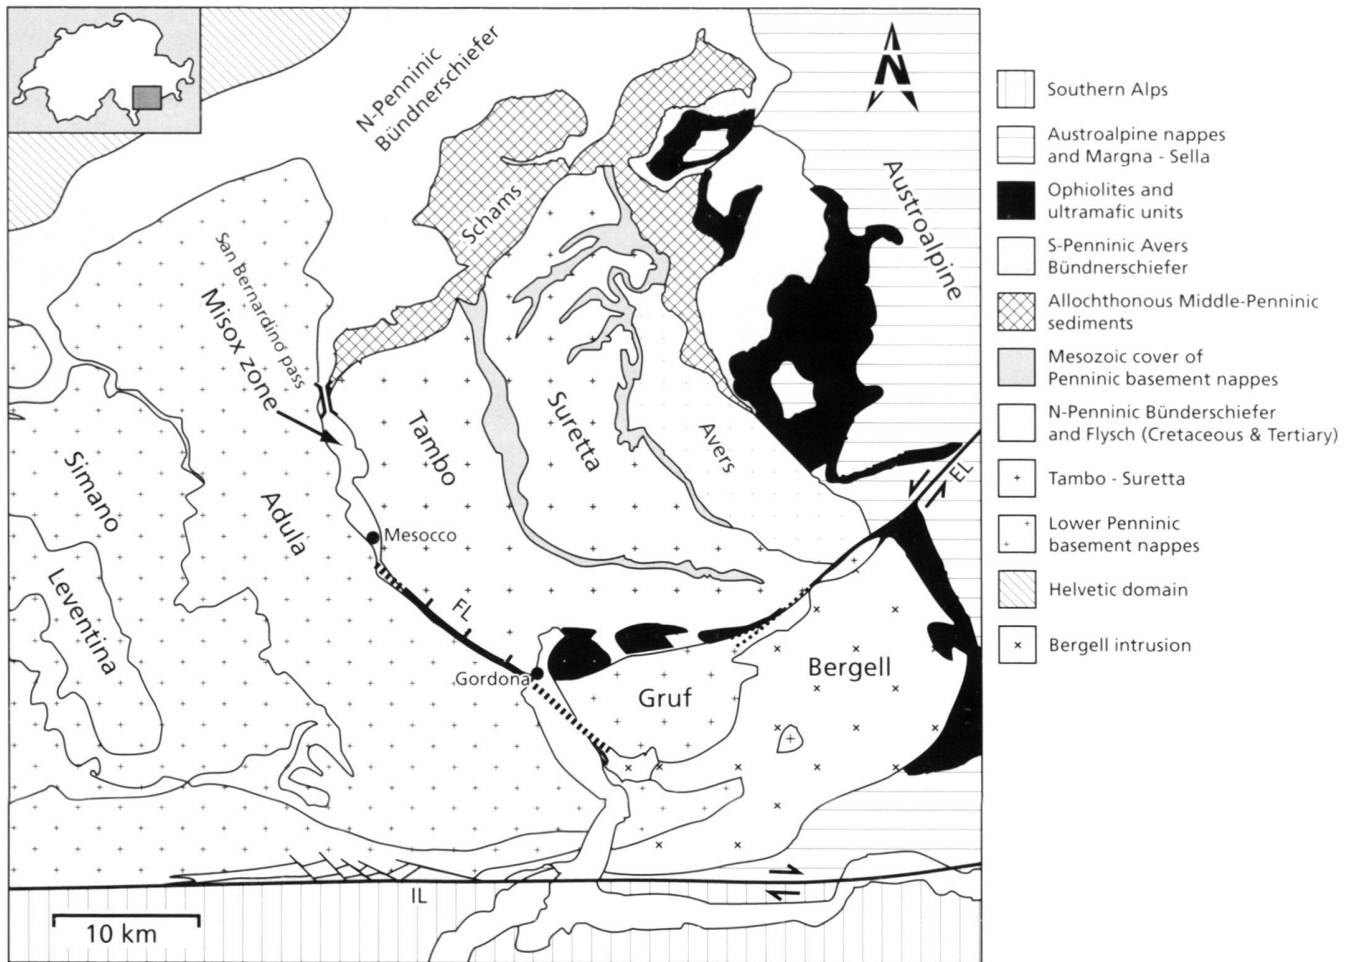 N-Penninic
Bündnerschiefer
N
Schams
Austroalpine
San Bernardino pass
Misox zone
Tambo
Suretta
Avers
Simano
Adula
Mesocco
EL
Leventina
FL
Gordona
Gruf
Bergell
IL
10 km
Southern Alps
Austroalpine nappes
and Margna - Sella
Ophiolites and
ultramafic units
S-Penninic Avers
Bündnerschiefer
Allochthonous Middle-Penninic
sediments
Mesozoic cover of
Penninic basement nappes
N-Penninic Bünderschiefer
and Flysch (Cretaceous & Tertiary)
Tambo - Suretta
Lower Penninic
basement nappes
Helvetic domain
Bergell intrusion